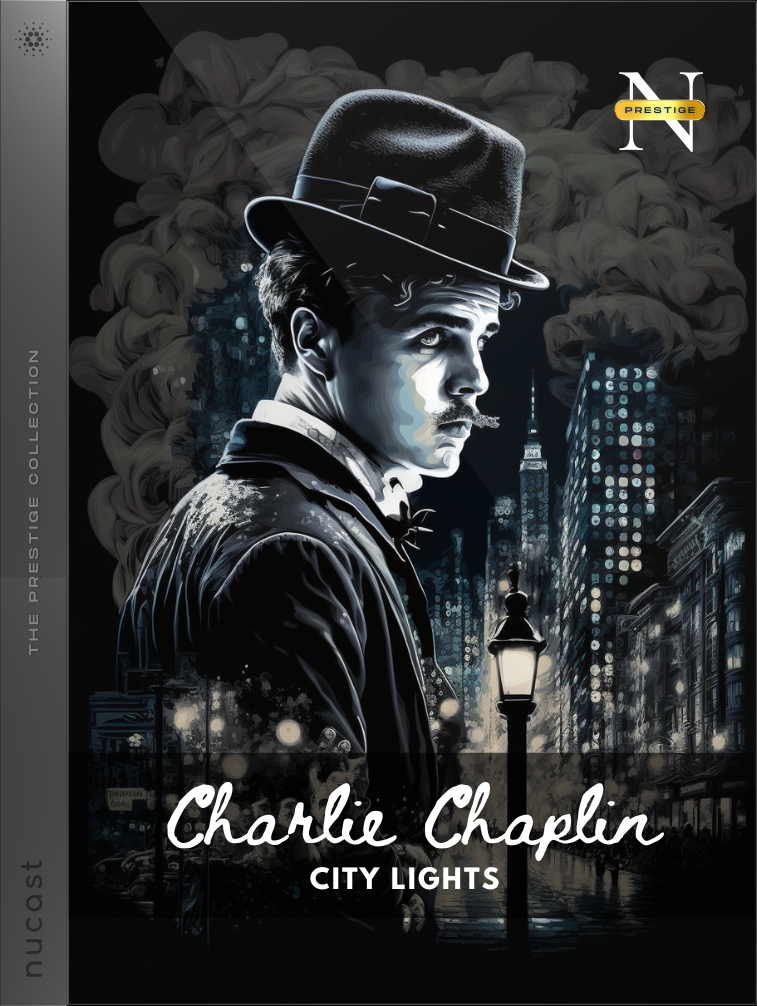 THE PRESTIGE COLLECTION
nucast
N
PRESTIGE
Charlie Chaplin
CITY LIGHTS